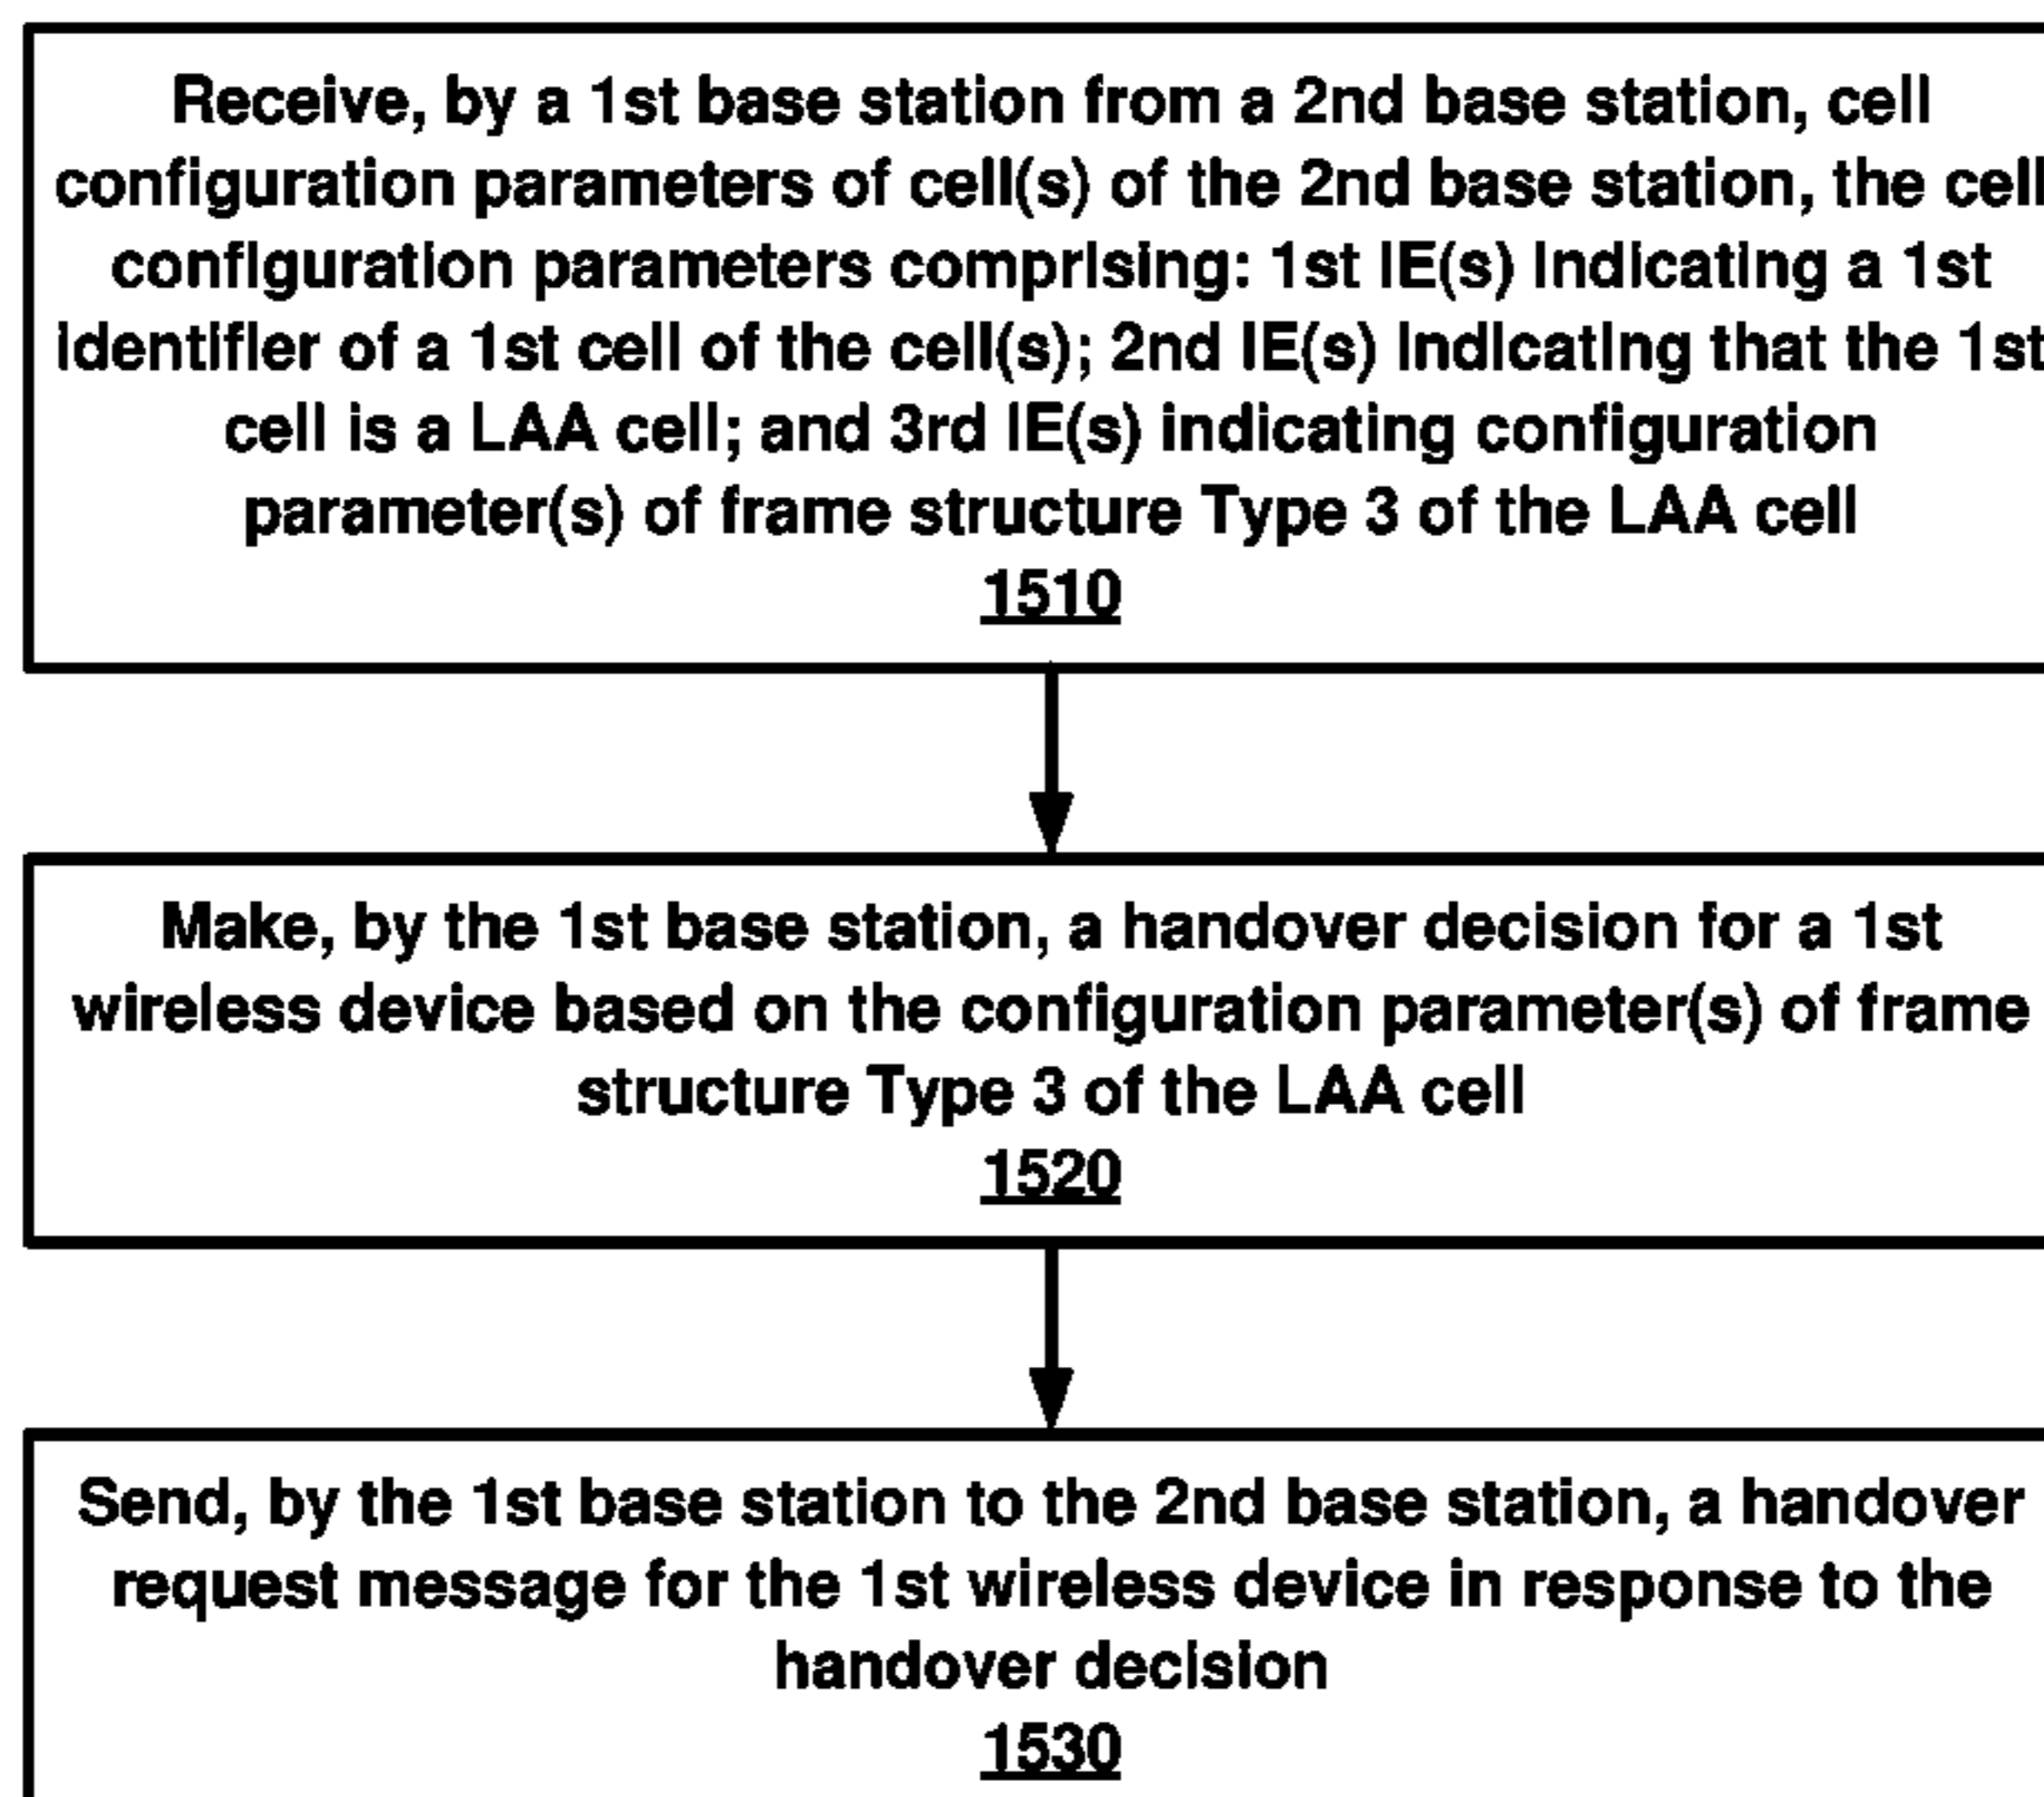 Receive, by a 1st base station from a 2nd base station, cell
configuration parameters of cell(s) of the 2nd base station, the cell
configuration parameters comprising: 1st IE(s) indicating a 1st
identifier of a 1st cell of the cell(s); 2nd IE(s) indicating that the 1st
cell is a LAA cell; and 3rd IE(s) indicating configuration
parameter(s) of frame structure Type 3 of the LAA cell
1510
Make, by the 1st base station, a handover decision for a 1st
wireless device based on the configuration parameter(s) of frame
structure Type 3 of the LAA cell
1520
Send, by the 1st base station to the 2nd base station, a handover
request message for the 1st wireless device in response to the
handover decision
1530